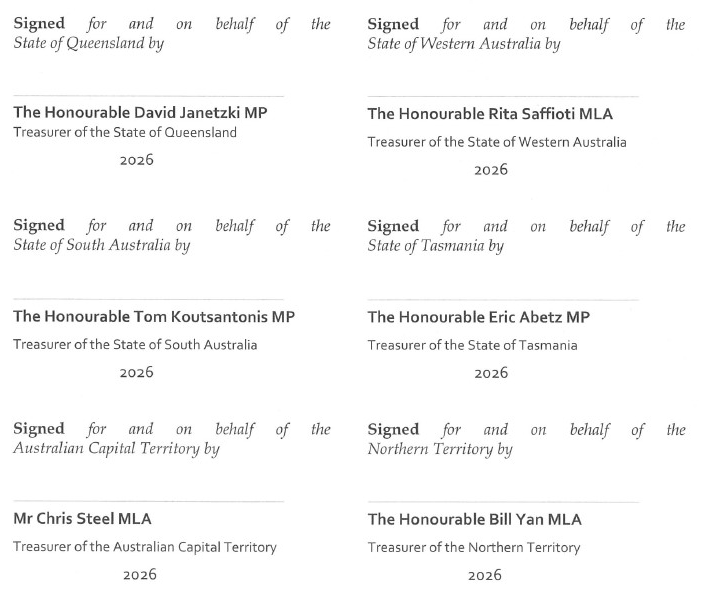 Signed for and on behalf of the
State of Queensland by
The Honourable David Janetzki MP
Treasurer of the State of Queensland
2026
Signed for and on behalf of the
State of Western Australia by
The Honourable Rita Saffioti MLA
Treasurer of the State of Western Australia
2026
Signed for and on behalf of the
State of South Australia by
The Honourable Tom Koutsantonis MP
Treasurer of the State of South Australia
2026
Signed for and on behalf of the
State of Tasmania by
The Honourable Eric Abetz MP
Treasurer of the State of Tasmania
2026
Signed for and on behalf of the
Australian Capital Territory by
Mr Chris Steel MLA
Treasurer of the Australian Capital Territory
2026
Signed for and on behalf of the
Northern Territory by
The Honourable Bill Yan MLA
Treasurer of the Northern Territory
2026